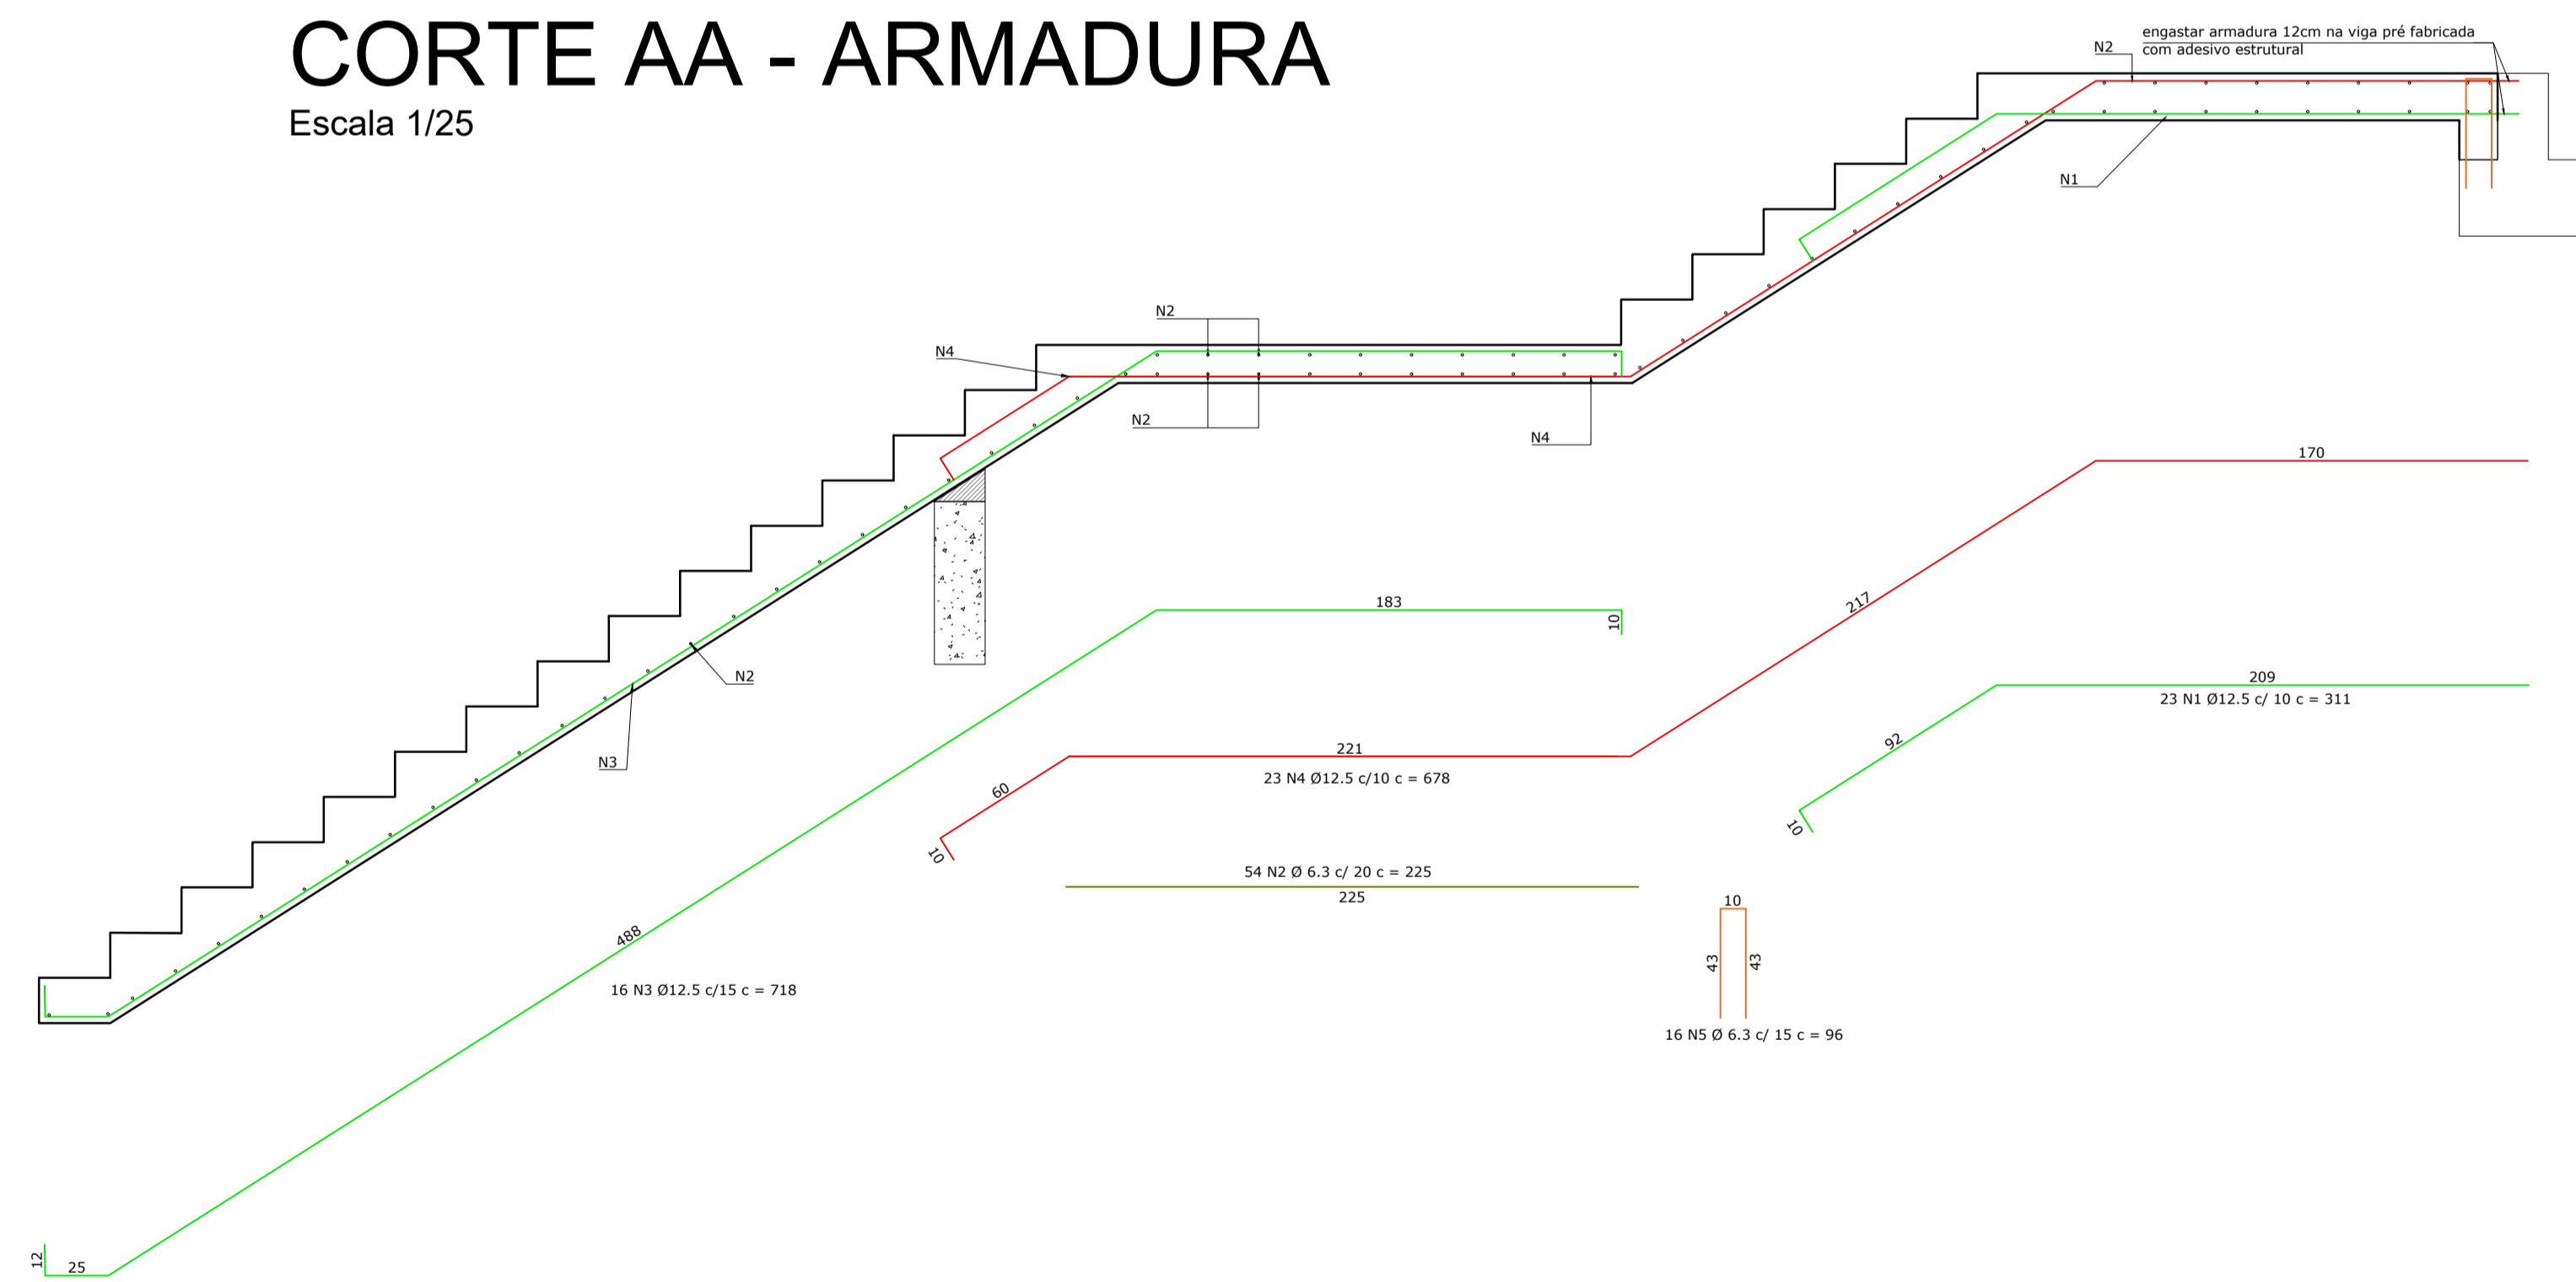 CORTE AA - ARMADURA
Escala 1/25
engastar armadura 12cm na viga pré fabricada
com adesivo estrutural
N2
N1
N2
N4
N2
N4
N2
N3
170
217
183
10
209
23 N1 Ø12.5 c/ 10 c = 311
92
10
221
23 N4 Ø12.5 c/10 c = 678
60
10
54 N2 Ø 6.3 c/ 20 c = 225
225
488
16 N3 Ø12.5 c/15 c = 718
10
43
43
16 N5 Ø 6.3 c/ 15 c = 96
12
25